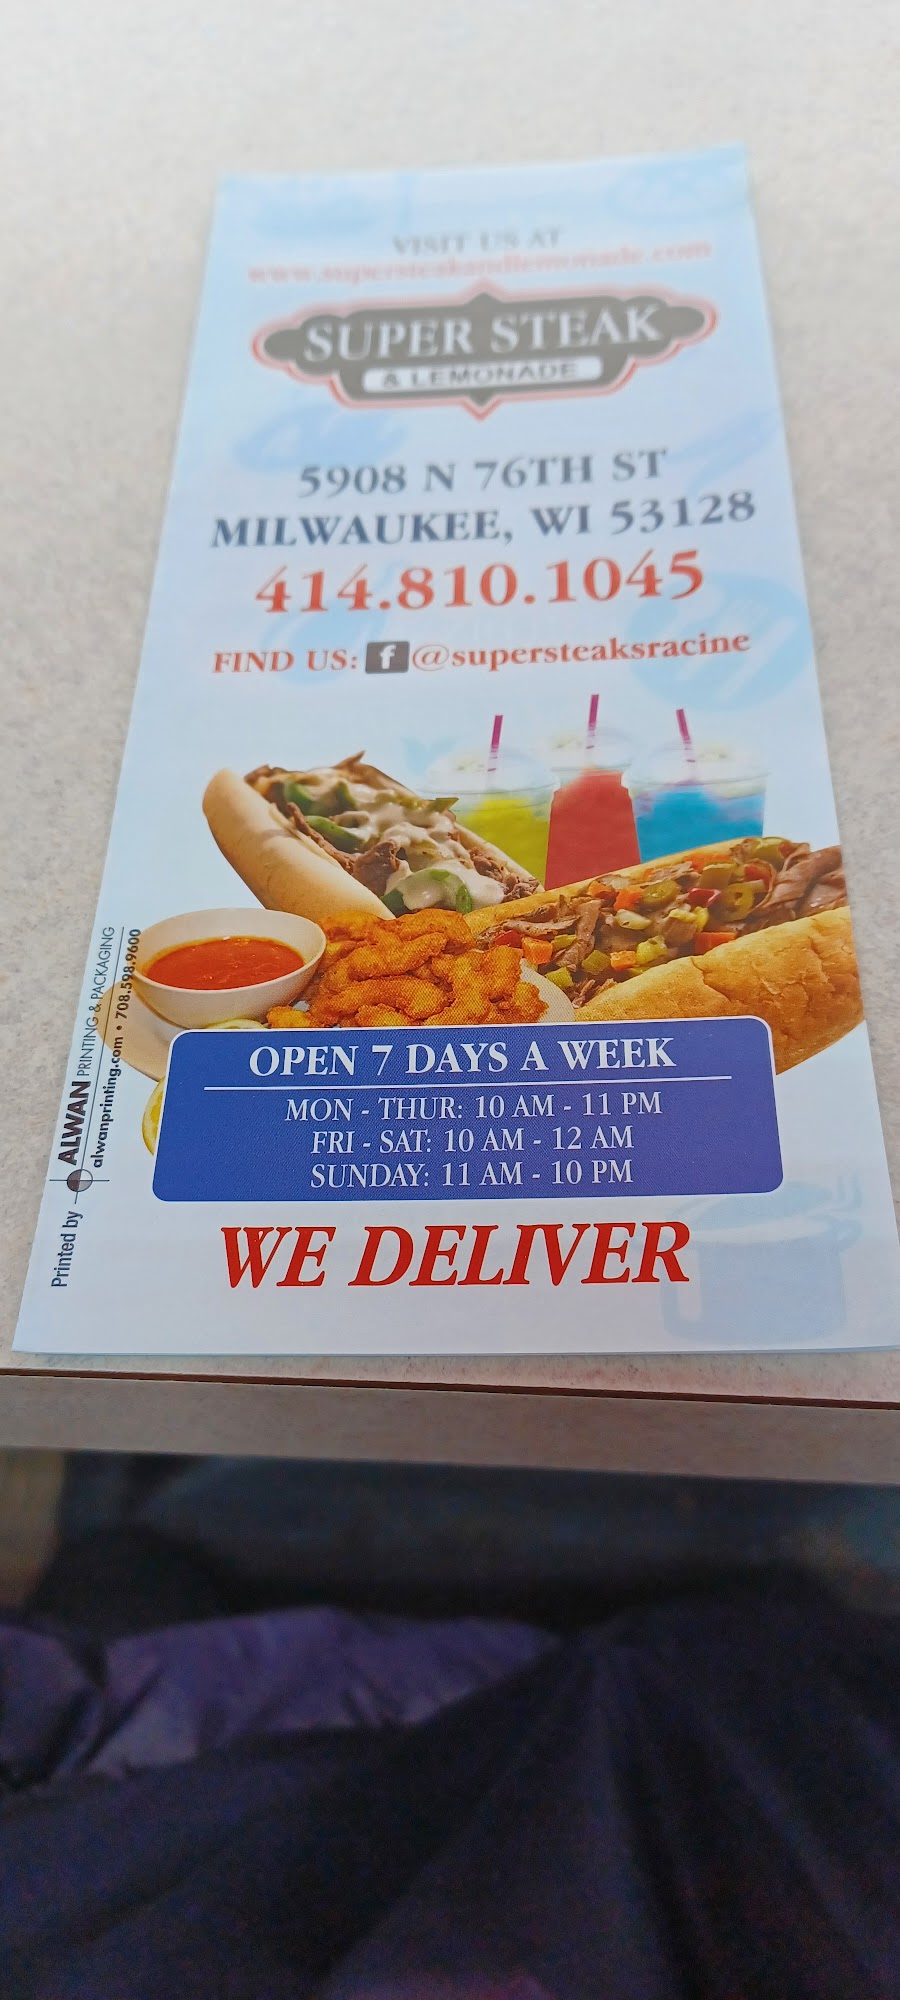 VISIT US AT
www.supersteakandlemonade.com
SUPER STEAK
& LEMONADE
5908 N 76TH ST
MILWAUKEE, WI 53128
414.810.1045
FIND US: f @supersteaksracine
OPEN 7 DAYS A WEEK
MON - THUR: 10 AM - 11 PM
FRI - SAT: 10 AM - 12 AM
SUNDAY: 11 AM - 10 PM
WE DELIVER
Printed by ALWAN PRINTING & PACKAGING
alwanprinting.com • 708.598.9600